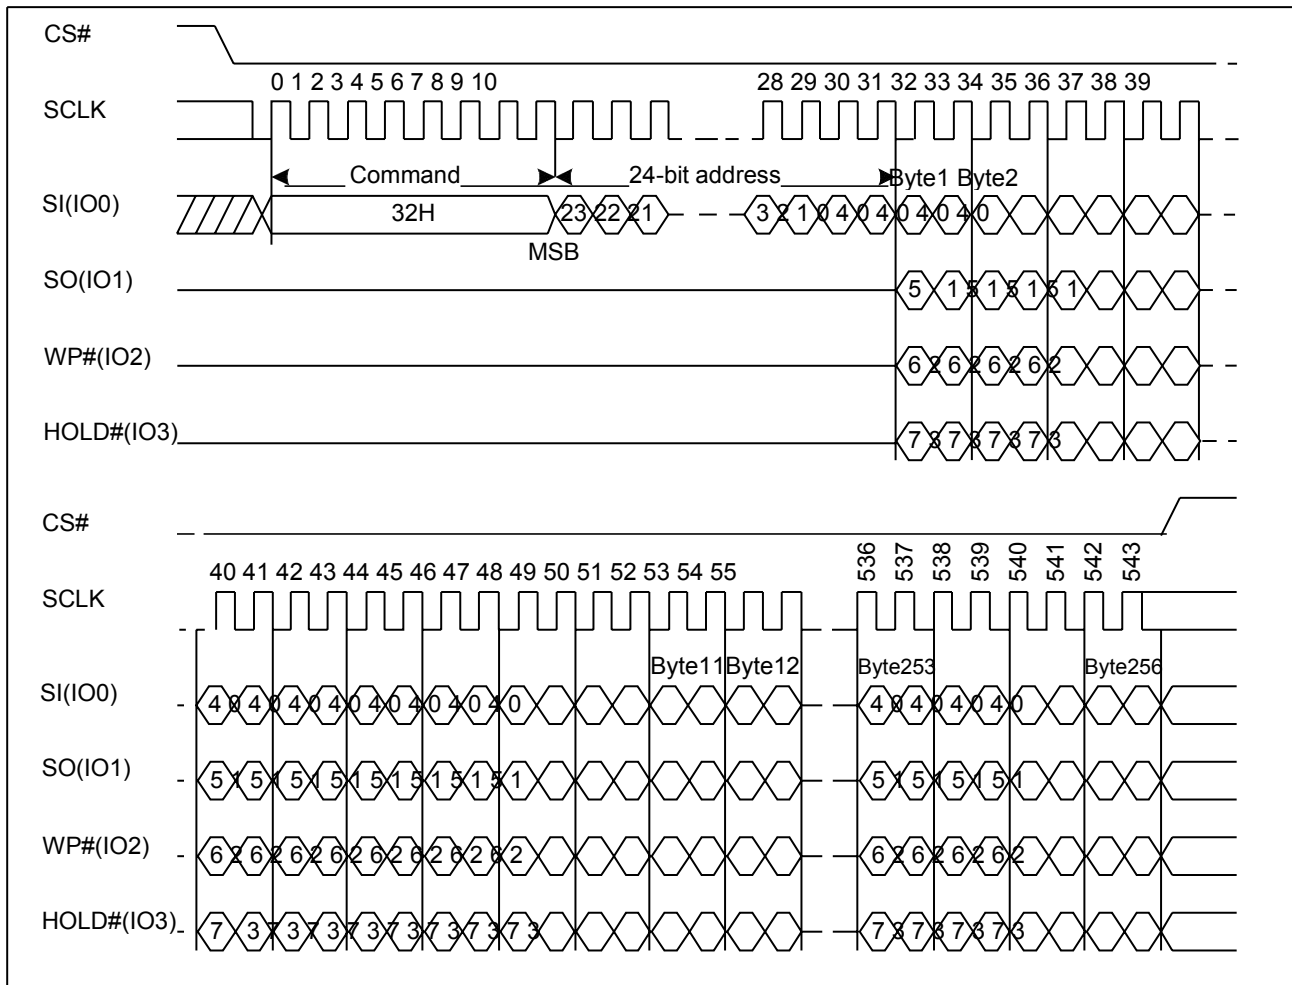 CS#
0 1 2 3 4 5 6 7 8 9 10 28 29 30 31 32 33 34 35 36 37 38 39
SCLK
Command 24-bit address Byte1 Byte2
SI(IO0) 32H 23 22 21 3 2 1 0 4 0 4 0 4 0 4 0
MSB
SO(IO1) 5 1 5 1 5 1 5 1
WP#(IO2) 6 2 6 2 6 2 6 2
HOLD#(IO3) 7 3 7 3 7 3 7 3
CS#
40 41 42 43 44 45 46 47 48 49 50 51 52 53 54 55 536 537 538 539 540 541 542 543
SCLK
Byte11 Byte12 Byte253 Byte256
SI(IO0) 4 0 4 0 4 0 4 0 4 0 4 0 4 0 4 0 4 0 4 0 4 0 4 0
SO(IO1) 5 1 5 1 5 1 5 1 5 1 5 1 5 1 5 1 5 1 5 1 5 1 5 1
WP#(IO2) 6 2 6 2 6 2 6 2 6 2 6 2 6 2 6 2 6 2 6 2 6 2 6 2
HOLD#(IO3) 7 3 7 3 7 3 7 3 7 3 7 3 7 3 7 3 7 3 7 3 7 3 7 3